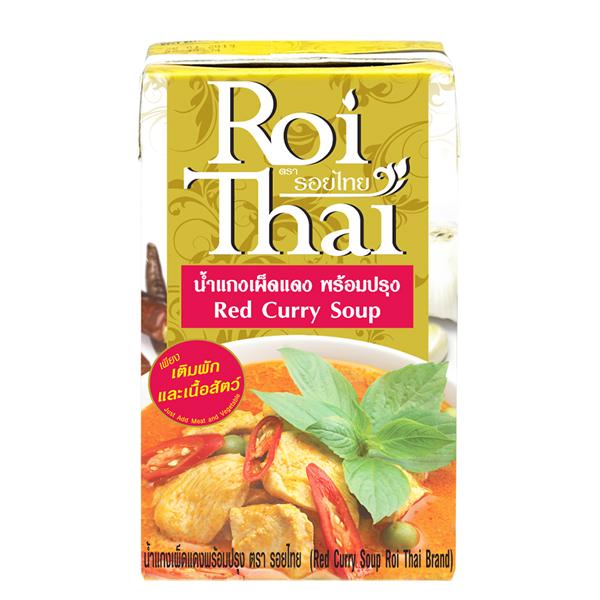 Roi
ตรา
รอยไทย
Thai
น้ำแกงเผ็ดแดง พร้อมปรุง
Red Curry Soup
เพียง
เติมผัก
และเนื้อสัตว์
Just Add Meat and Vegetable
น้ำแกงเผ็ดแดงพร้อมปรุง ตรา รอยไทย (Red Curry Soup Roi Thai Brand)